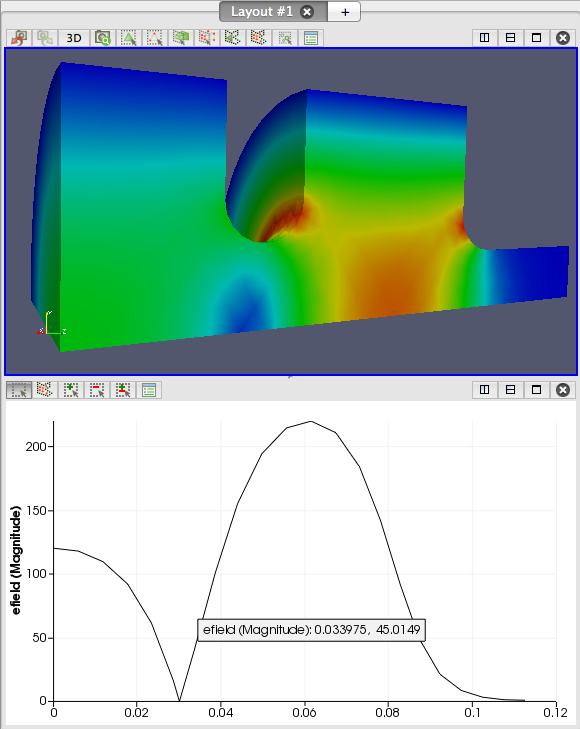 Layout #1
+
3D
Y
Z
efield (Magnitude)
200
150
100
50
0
efield (Magnitude): 0.033975, 45.0149
0 0.02 0.04 0.06 0.08 0.1 0.12